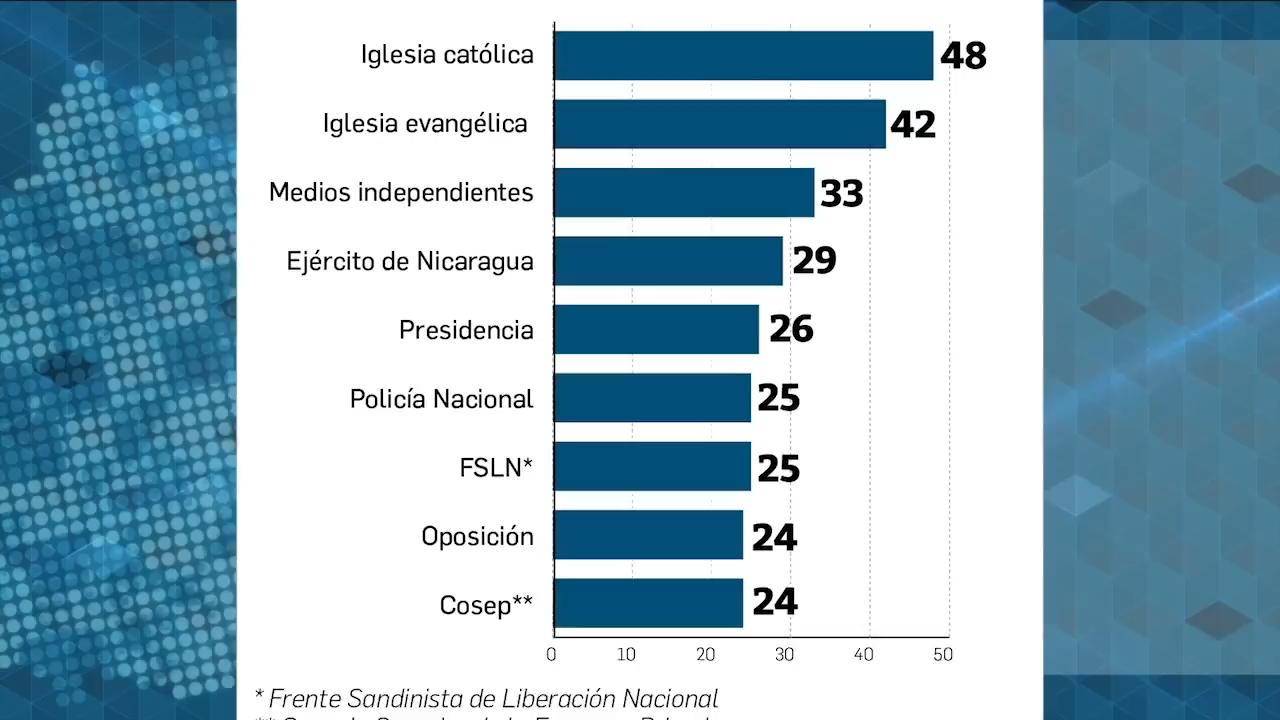 Iglesia católica 48
Iglesia evangélica 42
Medios independientes 33
Ejército de Nicaragua 29
Presidencia 26
Policía Nacional 25
FSLN* 25
Oposición 24
Cosep** 24
0 10 20 30 40 50
* Frente Sandinista de Liberación Nacional